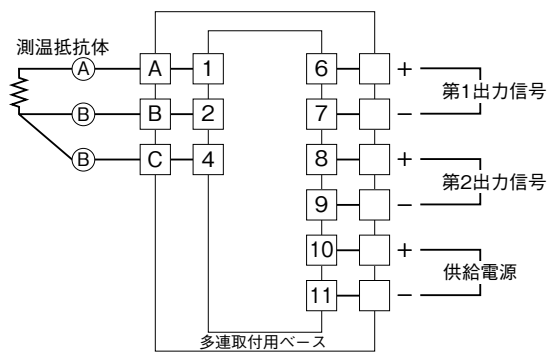 測温抵抗体
A A 1 6 +
第1出力信号
B B 2 7 −
B C 4 8 +
第2出力信号
9 −
10 +
供給電源
11 −
多連取付用ベース